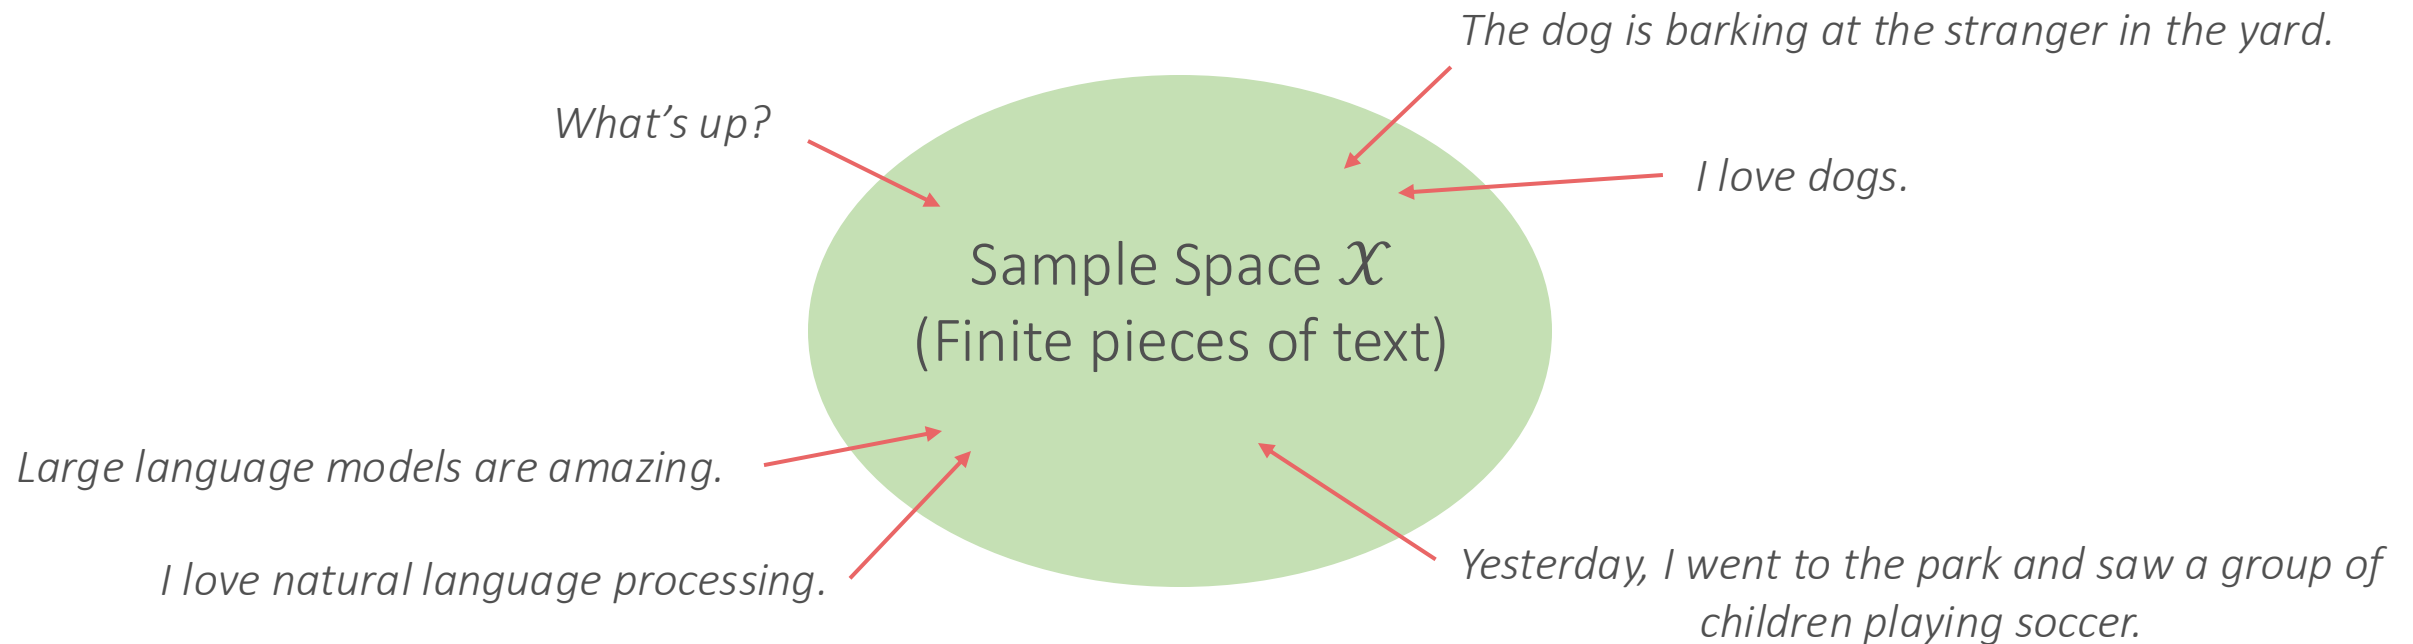 The dog is barking at the stranger in the yard.
What’s up?
I love dogs.
Sample Space 𝒳
(Finite pieces of text)
Large language models are amazing.
I love natural language processing.
Yesterday, I went to the park and saw a group of
children playing soccer.